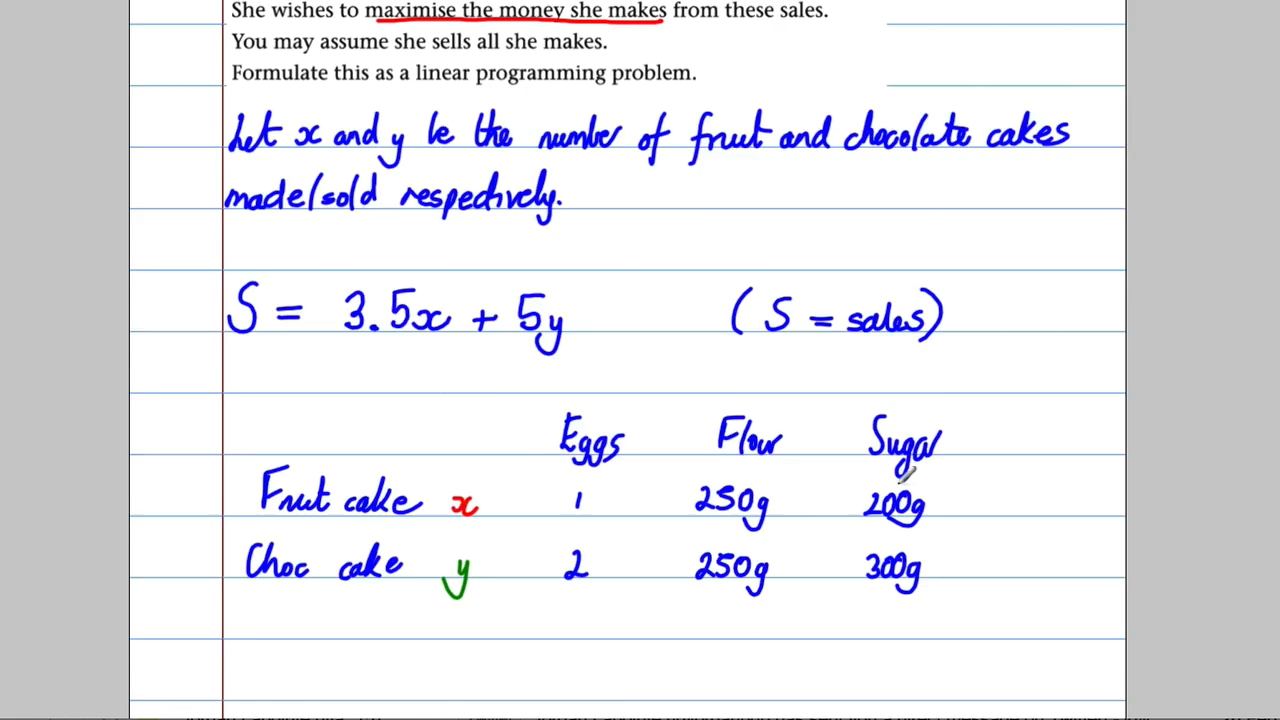 She wishes to maximise the money she makes from these sales.
You may assume she sells all she makes.
Formulate this as a linear programming problem.
Let x and y be the number of fruit and chocolate cakes
made/sold respectively.
S = 3.5x + 5y (S = sales)
Eggs Flour Sugar
Fruit cake x 1 250g 200g
Choc cake y 2 250g 300g